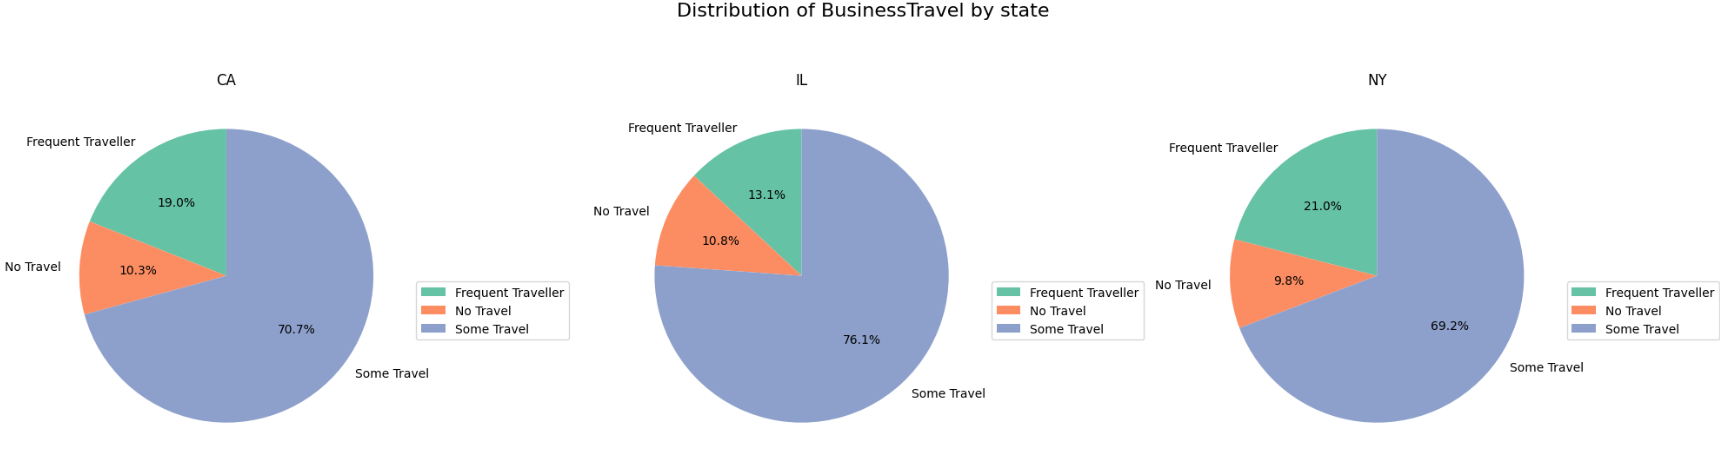 Distribution of BusinessTravel by state
CA
Frequent Traveller
19.0%
No Travel
10.3%
70.7%
Some Travel
Frequent Traveller
No Travel
Some Travel
IL
Frequent Traveller
13.1%
No Travel
10.8%
76.1%
Some Travel
Frequent Traveller
No Travel
Some Travel
NY
Frequent Traveller
21.0%
No Travel
9.8%
69.2%
Some Travel
Frequent Traveller
No Travel
Some Travel